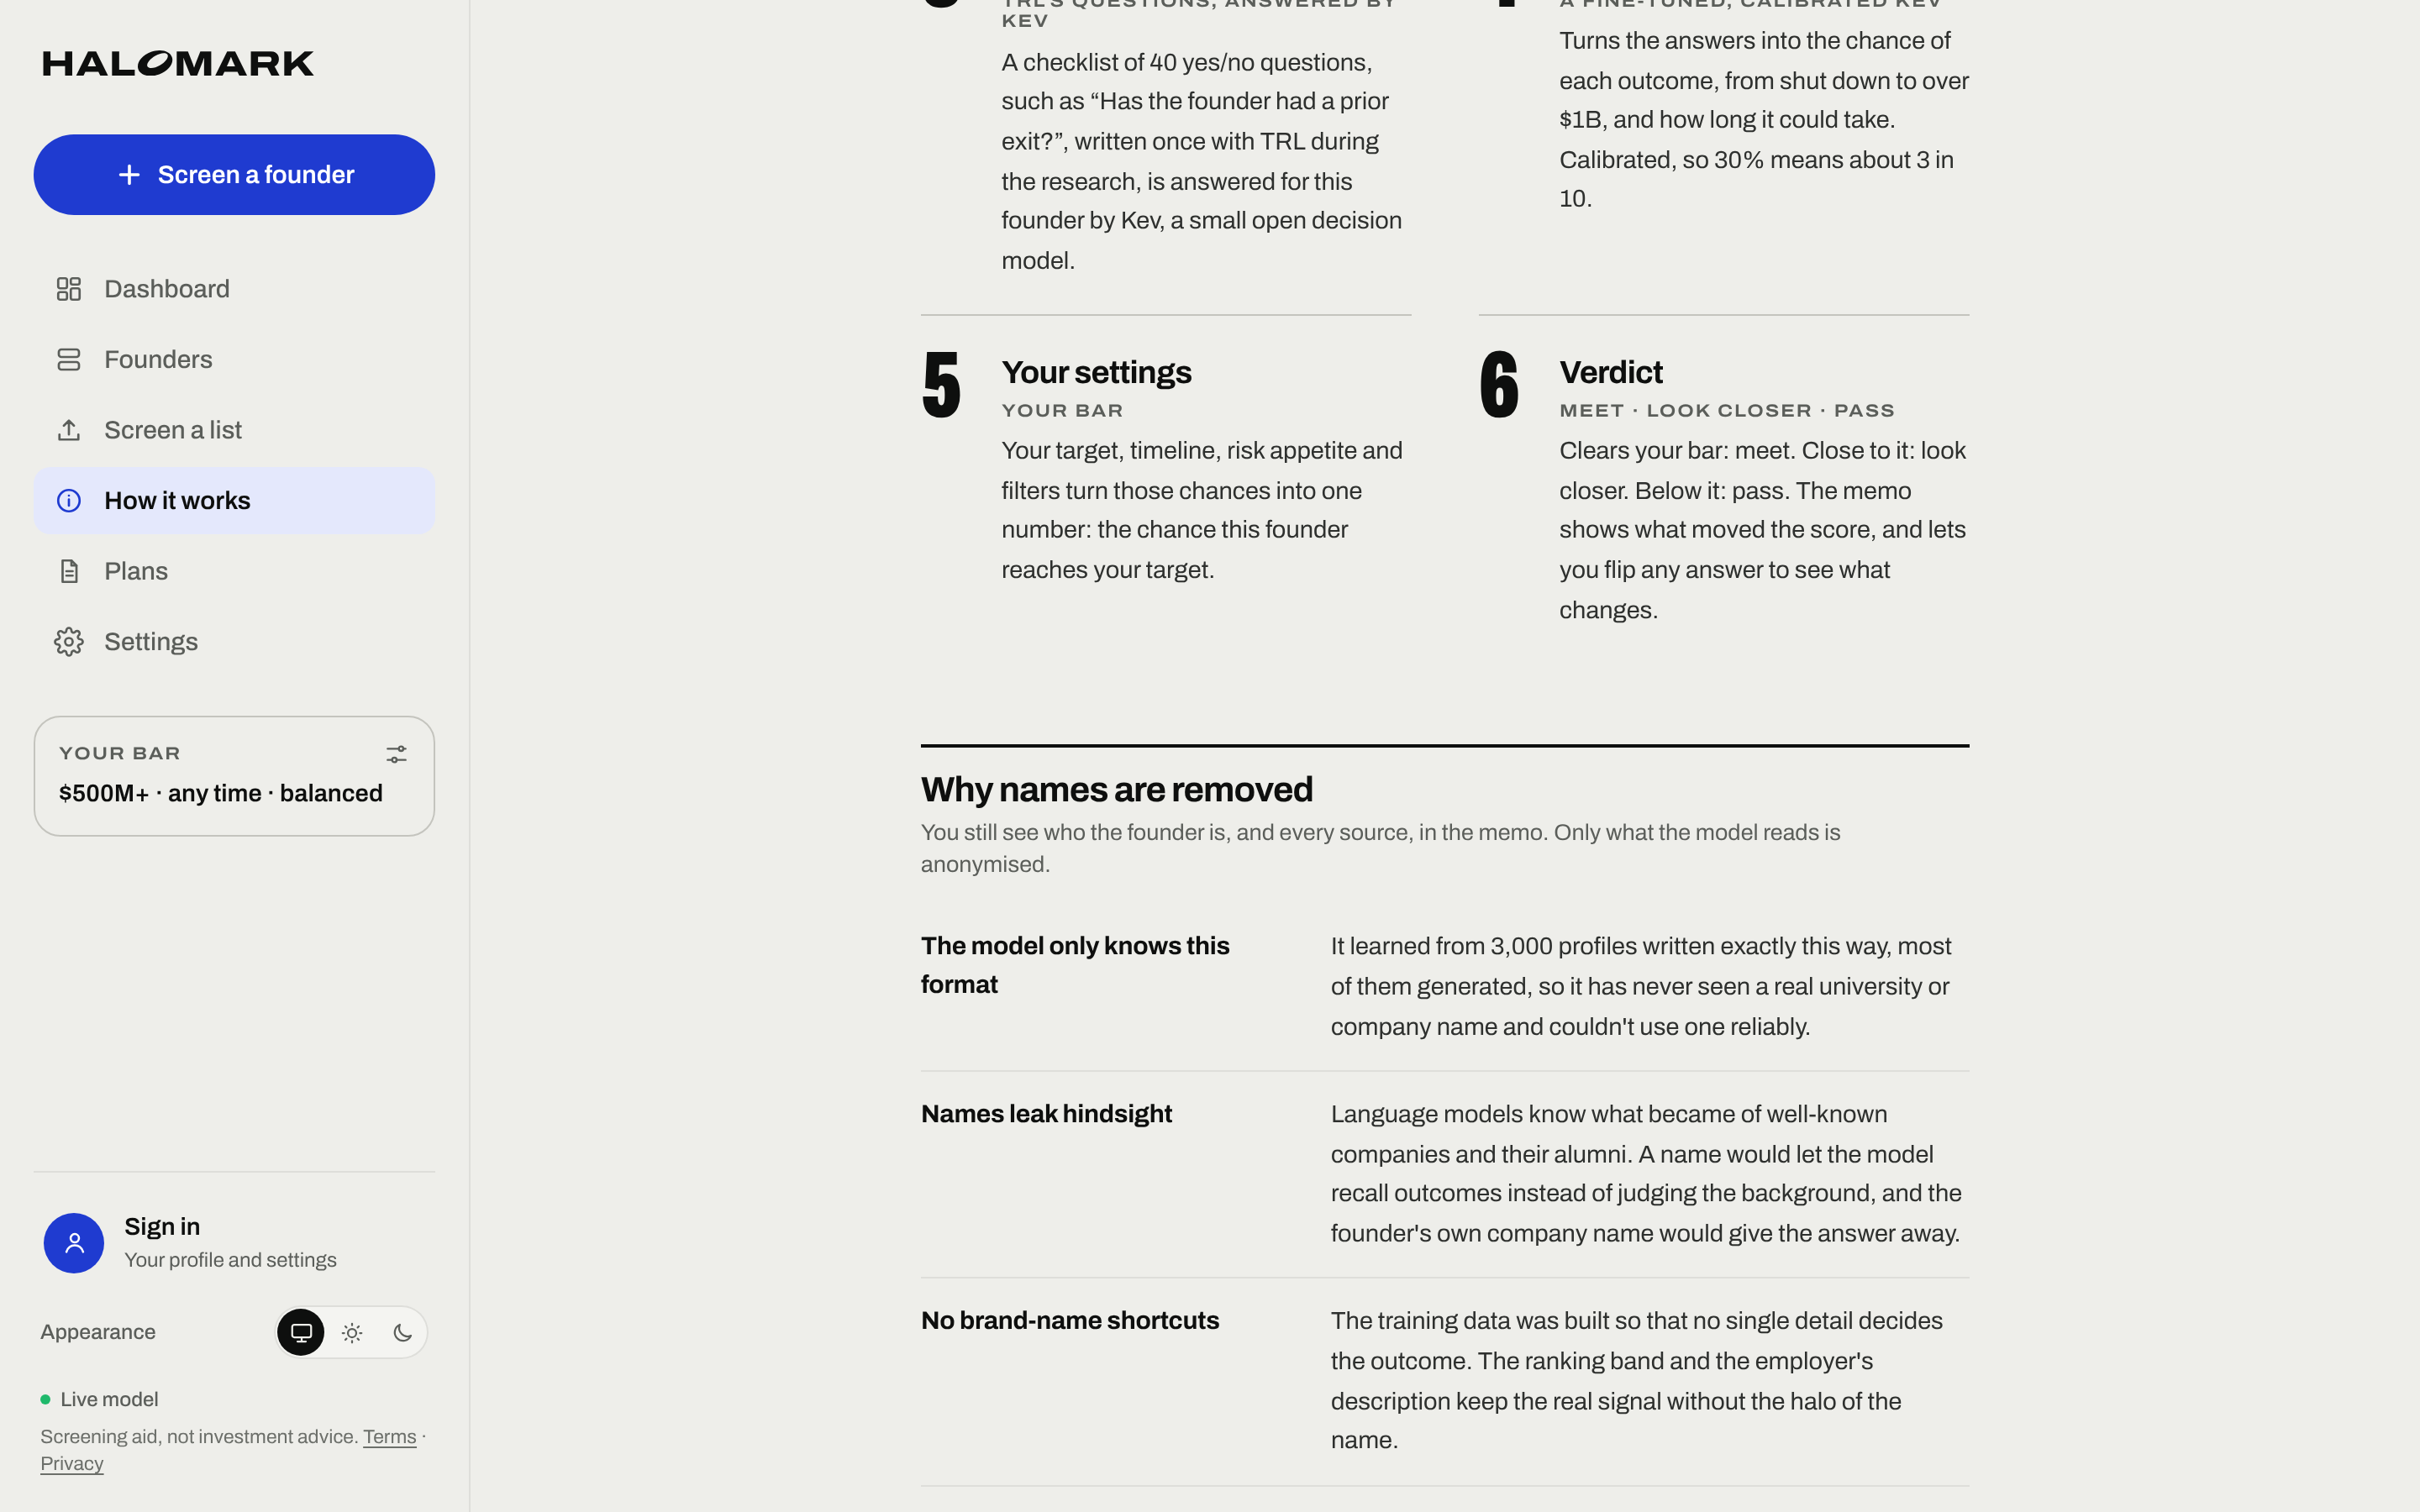 HALOMARK
Screen a founder
Dashboard
Founders
Screen a list
How it works
Plans
Settings
YOUR BAR
$500M+ · any time · balanced
Sign in
Your profile and settings
Appearance
Live model
Screening aid, not investment advice. Terms ·
Privacy
TRL'S QUESTIONS, ANSWERED BY
KEV
A checklist of 40 yes/no questions,
such as “Has the founder had a prior
exit?”, written once with TRL during
the research, is answered for this
founder by Kev, a small open decision
model.
A FINE-TUNED, CALIBRATED KEV
Turns the answers into the chance of
each outcome, from shut down to over
$1B, and how long it could take.
Calibrated, so 30% means about 3 in
10.
5
Your settings
YOUR BAR
Your target, timeline, risk appetite and
filters turn those chances into one
number: the chance this founder
reaches your target.
6
Verdict
MEET · LOOK CLOSER · PASS
Clears your bar: meet. Close to it: look
closer. Below it: pass. The memo
shows what moved the score, and lets
you flip any answer to see what
changes.
Why names are removed
You still see who the founder is, and every source, in the memo. Only what the model reads is
anonymised.
The model only knows this
format
It learned from 3,000 profiles written exactly this way, most
of them generated, so it has never seen a real university or
company name and couldn't use one reliably.
Names leak hindsight
Language models know what became of well-known
companies and their alumni. A name would let the model
recall outcomes instead of judging the background, and the
founder's own company name would give the answer away.
No brand-name shortcuts
The training data was built so that no single detail decides
the outcome. The ranking band and the employer's
description keep the real signal without the halo of the
name.